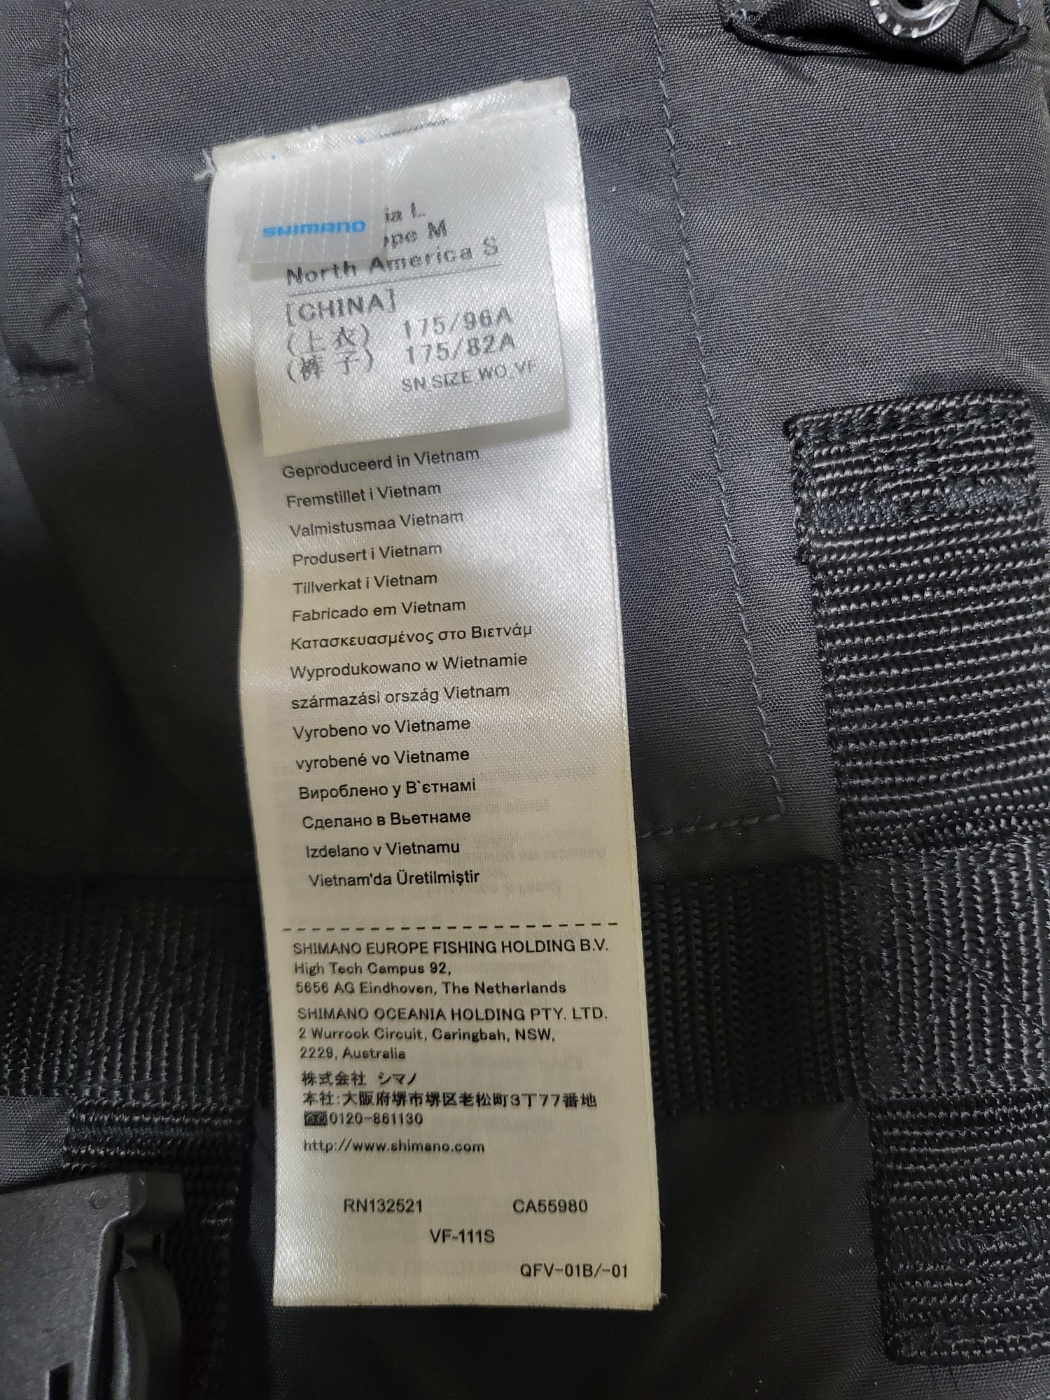 SHIMANO
L
M
North America S
[CHINA]
(上衣) 175/96A
(裤子) 175/82A
SN_SIZE_WO_VF
Geproduceerd in Vietnam
Fremstillet i Vietnam
Valmistusmaa Vietnam
Produsert i Vietnam
Tillverkat i Vietnam
Fabricado em Vietnam
Κατασκευασμένος στο Βιετνάμ
Wyprodukowano w Wietnamie
származási ország Vietnam
Vyrobeno vo Vietname
vyrobené vo Vietname
Вироблено у В`єтнамі
Сделано в Вьетнаме
Izdelano v Vietnamu
Vietnam'da Üretilmiştir
SHIMANO EUROPE FISHING HOLDING B.V.
High Tech Campus 92,
5656 AG Eindhoven, The Netherlands
SHIMANO OCEANIA HOLDING PTY. LTD.
2 Wurrook Circuit, Caringbah, NSW,
2229, Australia
株式会社 シマノ
本社:大阪府堺市堺区老松町3丁77番地
0120-861130
http://www.shimano.com
RN132521 CA55980
VF-111S
QFV-01B/-01